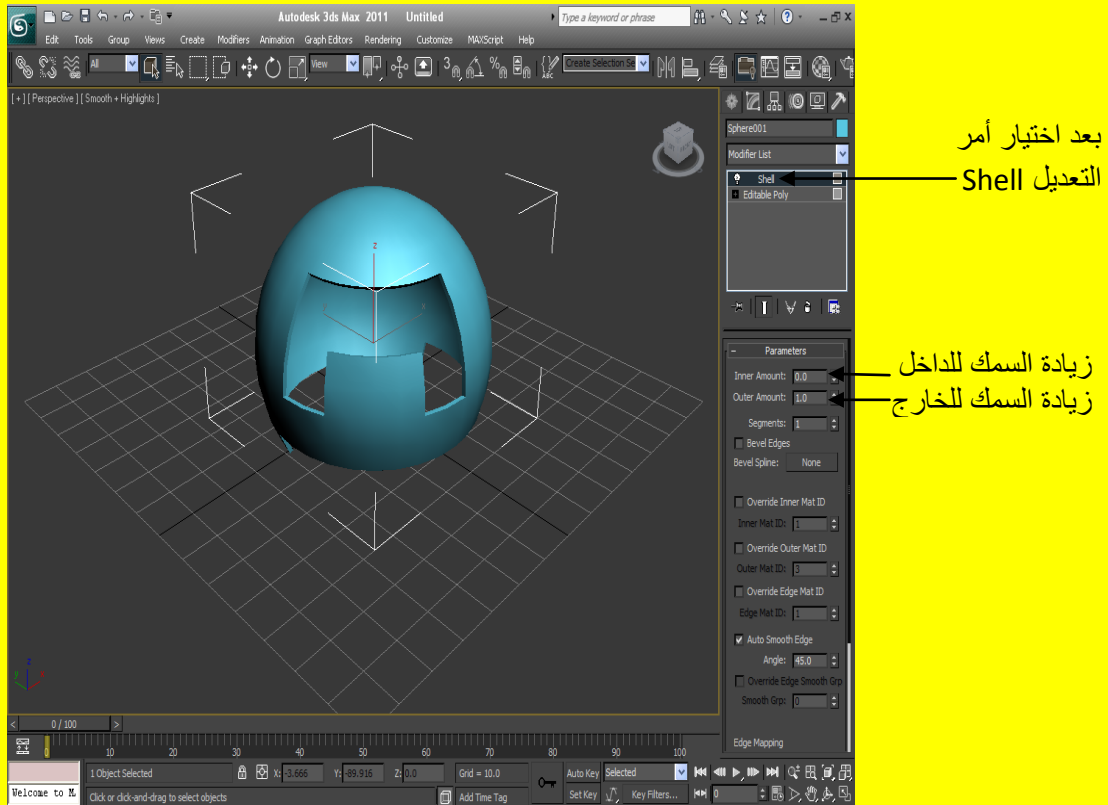 Autodesk 3ds Max 2011 Untitled
Type a keyword or phrase
Edit Tools Group Views Create Modifiers Animation Graph Editors Rendering Customize MAXScript Help
All
View
Create Selection Se
[ + ] [ Perspective ] [ Smooth + Highlights ]
Sphere001
Modifier List
Shell
Editable Poly
بعد اختيار أمر
التعديل Shell
Parameters
Inner Amount: 0.0
زيادة السمك للداخل
Outer Amount: 1.0
زيادة السمك للخارج
Segments: 1
Bevel Edges
Bevel Spline: None
Override Inner Mat ID
Inner Mat ID: 1
Override Outer Mat ID
Outer Mat ID: 3
Override Edge Mat ID
Edge Mat ID: 1
Auto Smooth Edge
Angle: 45.0
Override Edge Smooth Grp
Smooth Grp: 0
Edge Mapping
z
x
z
y
x
< 0 / 100 >
0 10 20 30 40 50 60 70 80 90 100
1 Object Selected X: -3.666 Y: -89.916 Z: 0.0 Grid = 10.0 Auto Key Selected
Welcome to M. Click or click-and-drag to select objects Add Time Tag Set Key Key Filters... 0